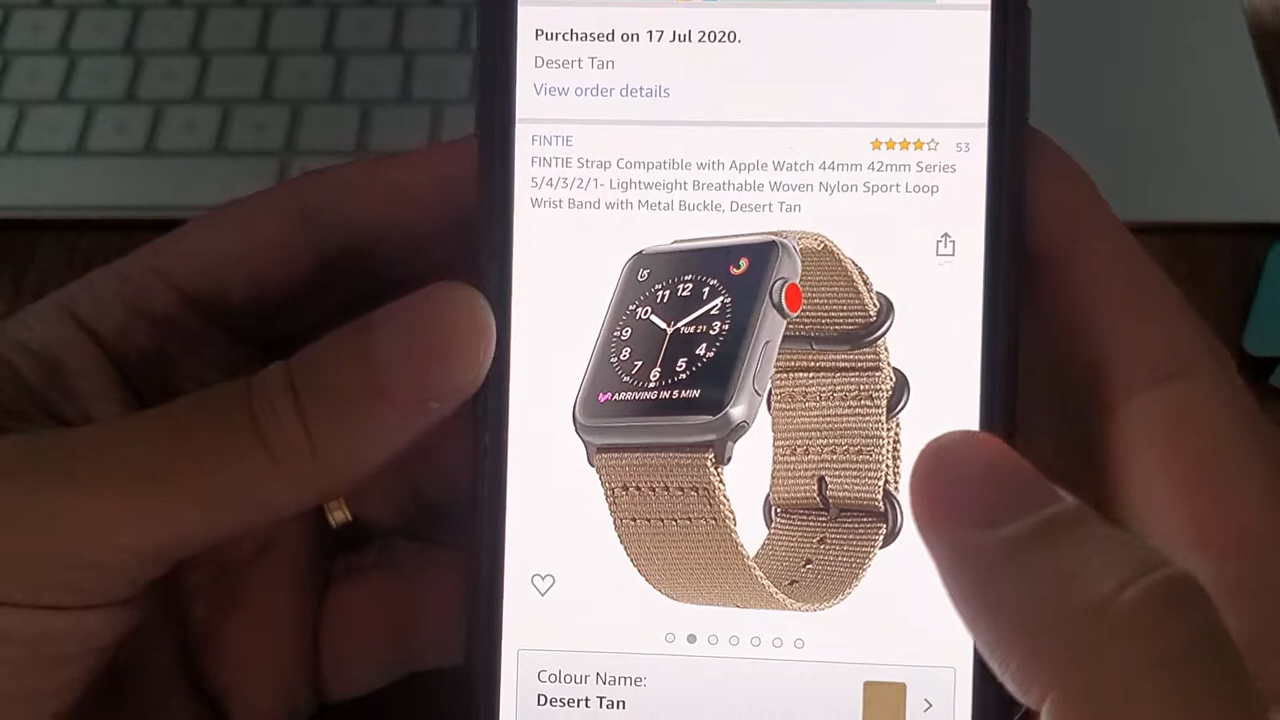 Purchased on 17 Jul 2020.
Desert Tan
View order details
FINTIE
53
FINTIE Strap Compatible with Apple Watch 44mm 42mm Series
5/4/3/2/1- Lightweight Breathable Woven Nylon Sport Loop
Wrist Band with Metal Buckle, Desert Tan
11 12 1
10 2
9 TUE 21 3
8 4
7 6 5
lyft ARRIVING IN 5 MIN
Colour Name:
Desert Tan